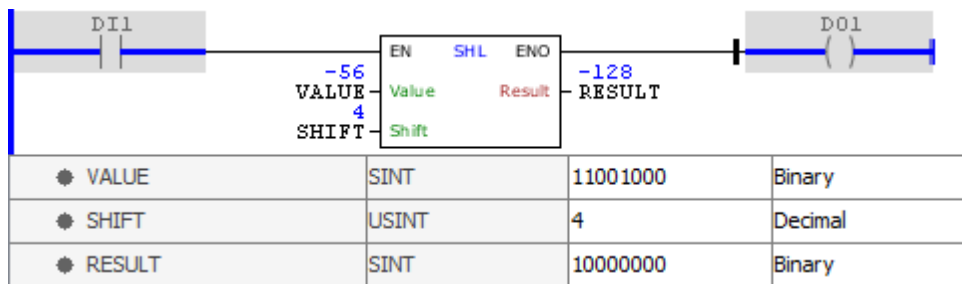 DI1 DO1
EN SHL ENO
-56 -128
VALUE Value Result RESULT
4
SHIFT Shift
VALUE SINT 11001000 Binary
SHIFT USINT 4 Decimal
RESULT SINT 10000000 Binary